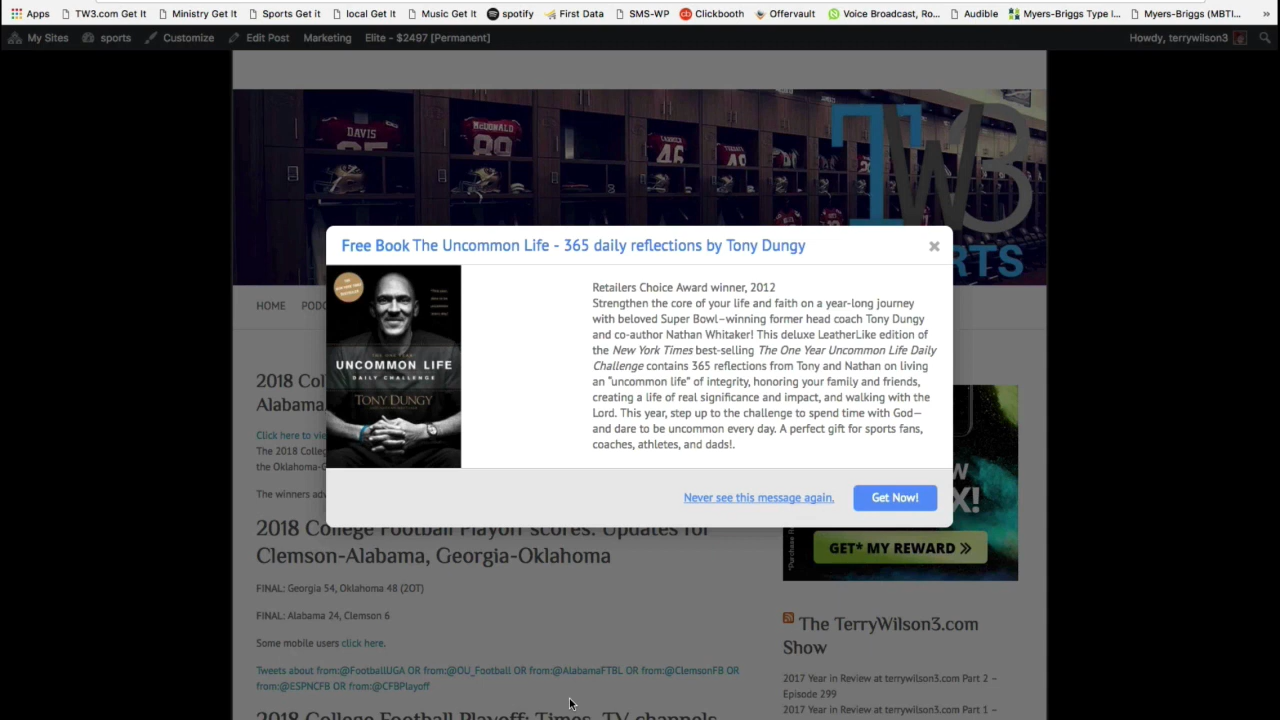 Apps TW3.com Get It Ministry Get It Sports Get it local Get It Music Get It spotify First Data SMS-WP Clickbooth Offervault Voice Broadcast, Ro... Audible Myers-Briggs Type I... Myers-Briggs (MBTI... »
My Sites sports Customize Edit Post Marketing Elite - $2497 [Permanent] Howdy, terrywilson3
DAVIS
McDONALD
89
46
TW3
RTS
Free Book The Uncommon Life - 365 daily reflections by Tony Dungy
UNCOMMON LIFE
DAILY CHALLENGE
TONY DUNGY
Retailers Choice Award winner, 2012
Strengthen the core of your life and faith on a year-long journey
with beloved Super Bowl–winning former head coach Tony Dungy
and co-author Nathan Whitaker! This deluxe LeatherLike edition of
the New York Times best-selling The One Year Uncommon Life Daily
Challenge contains 365 reflections from Tony and Nathan on living
an "uncommon life" of integrity, honoring your family and friends,
creating a life of real significance and impact, and walking with the
Lord. This year, step up to the challenge to spend time with God—
and dare to be uncommon every day. A perfect gift for sports fans,
coaches, athletes, and dads!.
Never see this message again. Get Now!
HOME PODC
2018 Col
Alabama,
Click here to vie
The 2018 Colleg
the Oklahoma-G
The winners adv
2018 College Football Playoff scores: Updates for
Clemson-Alabama, Georgia-Oklahoma
FINAL: Georgia 54, Oklahoma 48 (2OT)
FINAL: Alabama 24, Clemson 6
Some mobile users click here.
Tweets about from:@FootballUGA OR from:@OU_Football OR from:@AlabamaFTBL OR from:@ClemsonFB OR
from:@ESPNCFB OR from:@CFBPlayoff
2018 College Football Playoff: Times, TV channels
W
X!
GET* MY REWARD
The TerryWilson3.com
Show
2017 Year in Review at terrywilson3.com Part 2 –
Episode 299
2017 Year in Review at terrywilson3.com Part 1 –